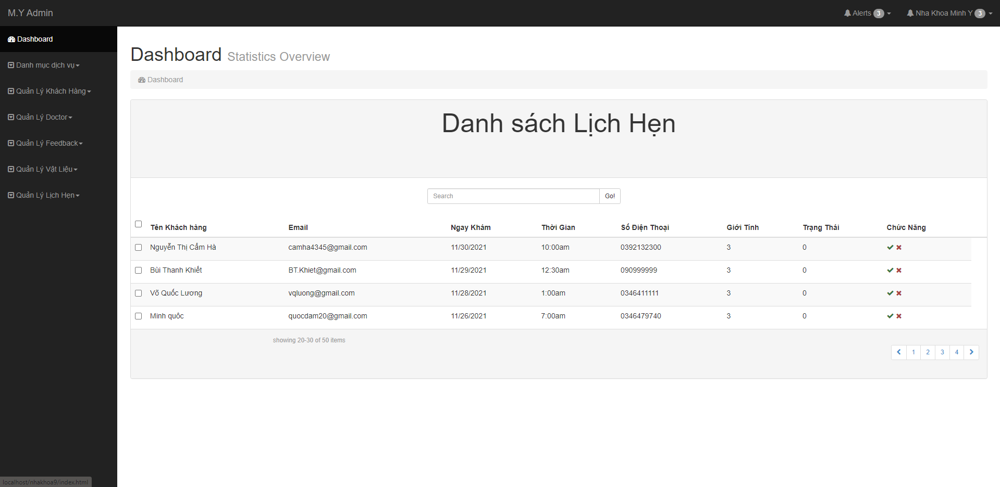 M.Y Admin
Alerts 3
Nha Khoa Minh Y 3
Dashboard
Danh mục dịch vụ
Quản Lý Khách Hàng
Quản Lý Doctor
Quản Lý Feedback
Quản Lý Vật Liệu
Quản Lý Lịch Hẹn
Dashboard Statistics Overview
Dashboard
Danh sách Lịch Hẹn
Search Go!
Tên Khách hàng Email Ngay Khám Thời Gian Số Điện Thoại Giới Tính Trạng Thái Chức Năng
Nguyễn Thị Cẩm Hà camha4345@gmail.com 11/30/2021 10:00am 0392132300 3 0
Bùi Thanh Khiết BT.Khiet@gmail.com 11/29/2021 12:30am 090999999 3 0
Võ Quốc Lương vqluong@gmail.com 11/28/2021 1:00am 0346411111 3 0
Minh quôc quocdam20@gmail.com 11/26/2021 7:00am 0346479740 3 0
showing 20-30 of 50 items
1 2 3 4
localhost/nhakhoa9/index.html